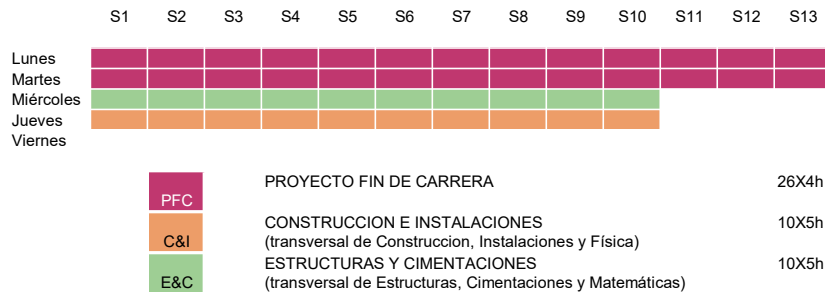 S1 S2 S3 S4 S5 S6 S7 S8 S9 S10 S11 S12 S13
Lunes
Martes
Miércoles
Jueves
Viernes
PFC PROYECTO FIN DE CARRERA 26X4h
CONSTRUCCION E INSTALACIONES 10X5h
C&I (transversal de Construccion, Instalaciones y Física)
ESTRUCTURAS Y CIMENTACIONES 10X5h
E&C (transversal de Estructuras, Cimentaciones y Matemáticas)